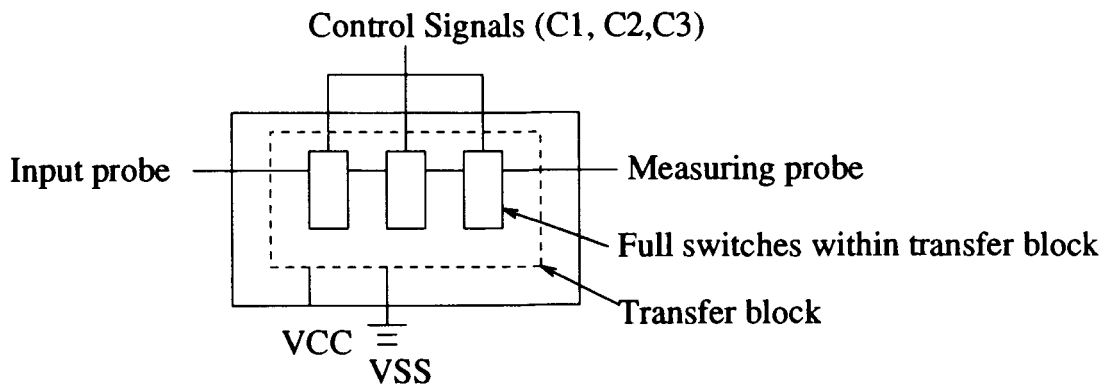 Control Signals (C1, C2,C3)
Input probe
Measuring probe
Full switches within transfer block
Transfer block
VCC
VSS